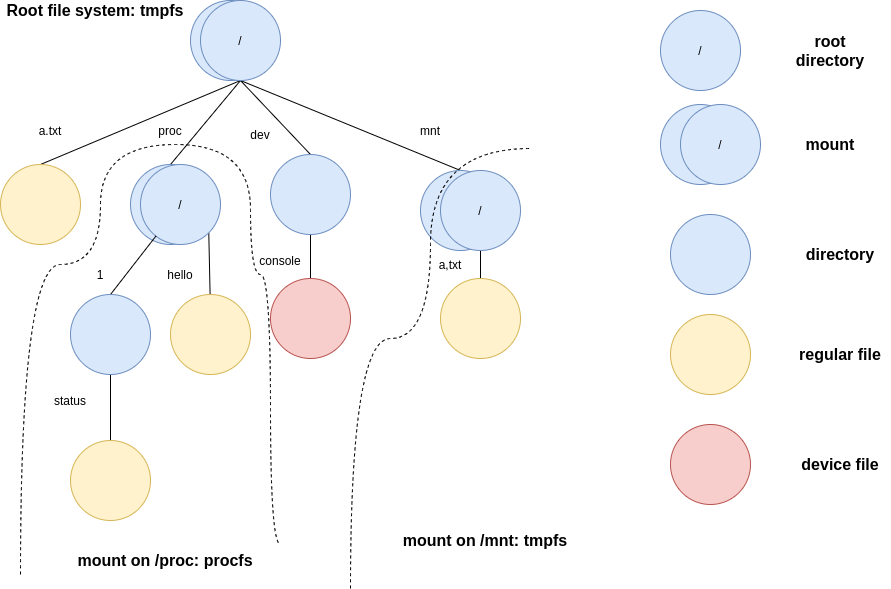 Root file system: tmpfs
/
a.txt
proc
dev
mnt
/
/
1
hello
console
a,txt
status
mount on /proc: procfs
mount on /mnt: tmpfs
/
root
directory
/
mount
directory
regular file
device file